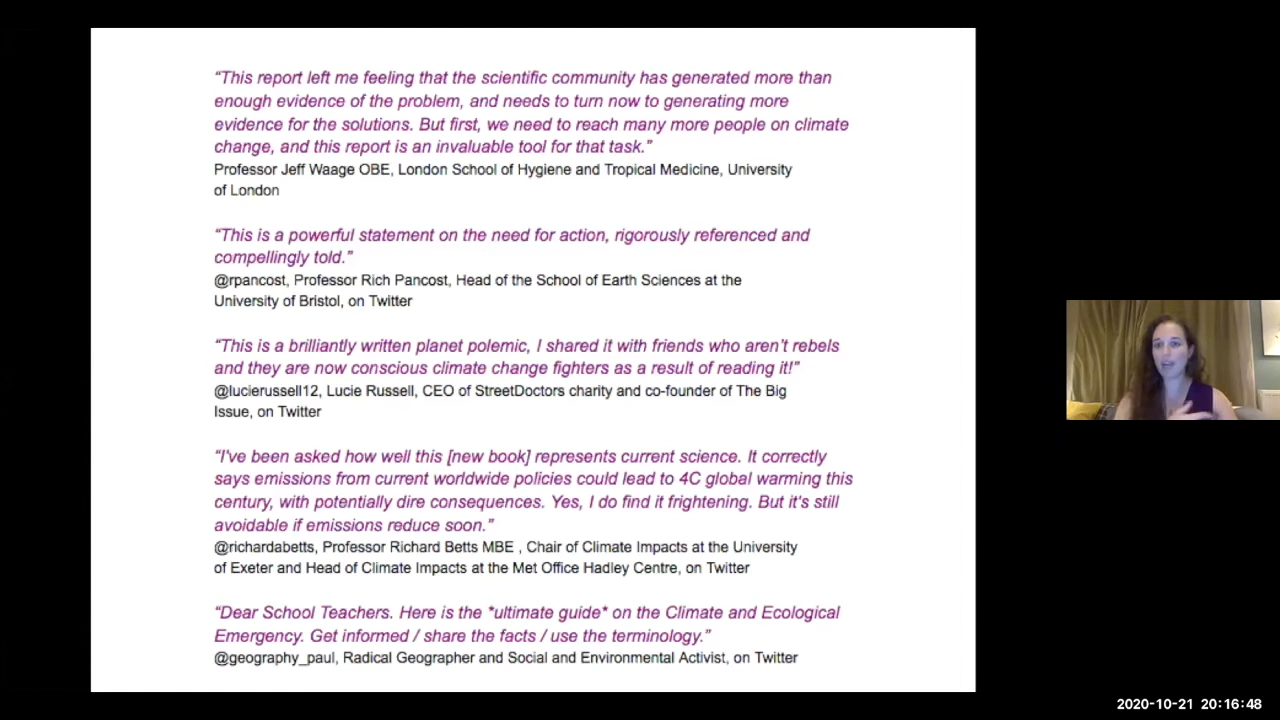 “This report left me feeling that the scientific community has generated more than
enough evidence of the problem, and needs to turn now to generating more
evidence for the solutions. But first, we need to reach many more people on climate
change, and this report is an invaluable tool for that task.”
Professor Jeff Waage OBE, London School of Hygiene and Tropical Medicine, University
of London
“This is a powerful statement on the need for action, rigorously referenced and
compellingly told.”
@rpancost, Professor Rich Pancost, Head of the School of Earth Sciences at the
University of Bristol, on Twitter
“This is a brilliantly written planet polemic, I shared it with friends who aren’t rebels
and they are now conscious climate change fighters as a result of reading it!”
@lucierussell12, Lucie Russell, CEO of StreetDoctors charity and co-founder of The Big
Issue, on Twitter
“I've been asked how well this [new book] represents current science. It correctly
says emissions from current worldwide policies could lead to 4C global warming this
century, with potentially dire consequences. Yes, I do find it frightening. But it's still
avoidable if emissions reduce soon.”
@richardabetts, Professor Richard Betts MBE , Chair of Climate Impacts at the University
of Exeter and Head of Climate Impacts at the Met Office Hadley Centre, on Twitter
“Dear School Teachers. Here is the *ultimate guide* on the Climate and Ecological
Emergency. Get informed / share the facts / use the terminology.”
@geography_paul, Radical Geographer and Social and Environmental Activist, on Twitter
2020-10-21 20:16:48